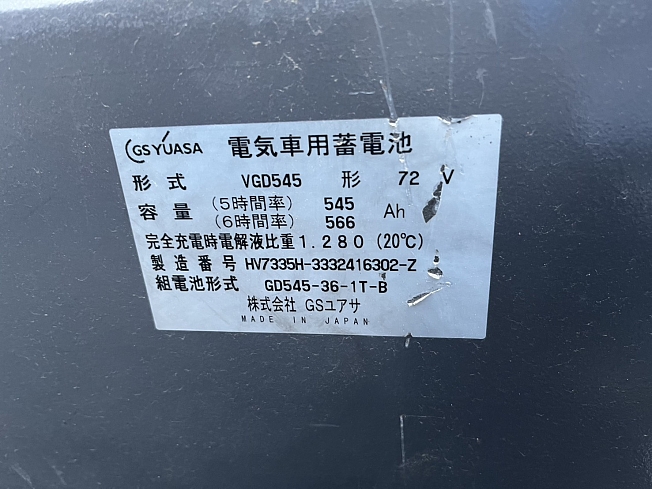 GS YUASA 電気車用蓄電池
形式 VGD545 形 72 V
容量 (5時間率) 545 Ah
(6時間率) 566
完全充電時電解液比重1.280 (20℃)
製造番号 HV7335H-3332416302-Z
組電池形式 GD545-36-1T-B
株式会社 GSユアサ
MADE IN JAPAN